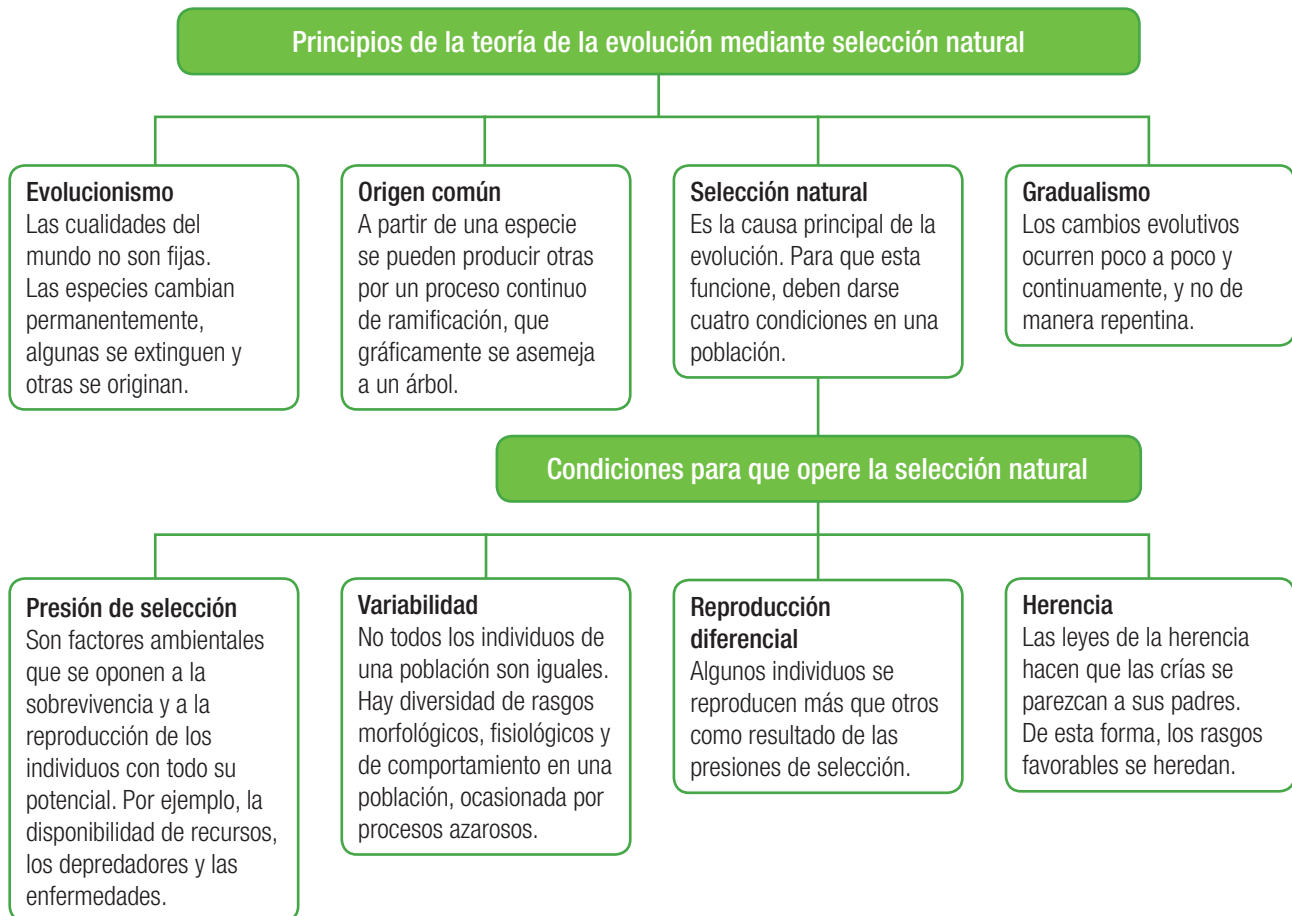 Principios de la teoría de la evolución mediante selección natural
Evolucionismo
Las cualidades del
mundo no son fijas.
Las especies cambian
permanentemente,
algunas se extinguen y
otras se originan.
Origen común
A partir de una especie
se pueden producir otras
por un proceso continuo
de ramificación, que
gráficamente se asemeja
a un árbol.
Selección natural
Es la causa principal de la
evolución. Para que esta
funcione, deben darse
cuatro condiciones en una
población.
Gradualismo
Los cambios evolutivos
ocurren poco a poco y
continuamente, y no de
manera repentina.
Condiciones para que opere la selección natural
Presión de selección
Son factores ambientales
que se oponen a la
sobrevivencia y a la
reproducción de los
individuos con todo su
potencial. Por ejemplo, la
disponibilidad de recursos,
los depredadores y las
enfermedades.
Variabilidad
No todos los individuos de
una población son iguales.
Hay diversidad de rasgos
morfológicos, fisiológicos y
de comportamiento en una
población, ocasionada por
procesos azarosos.
Reproducción
diferencial
Algunos individuos se
reproducen más que otros
como resultado de las
presiones de selección.
Herencia
Las leyes de la herencia
hacen que las crías se
parezcan a sus padres.
De esta forma, los rasgos
favorables se heredan.